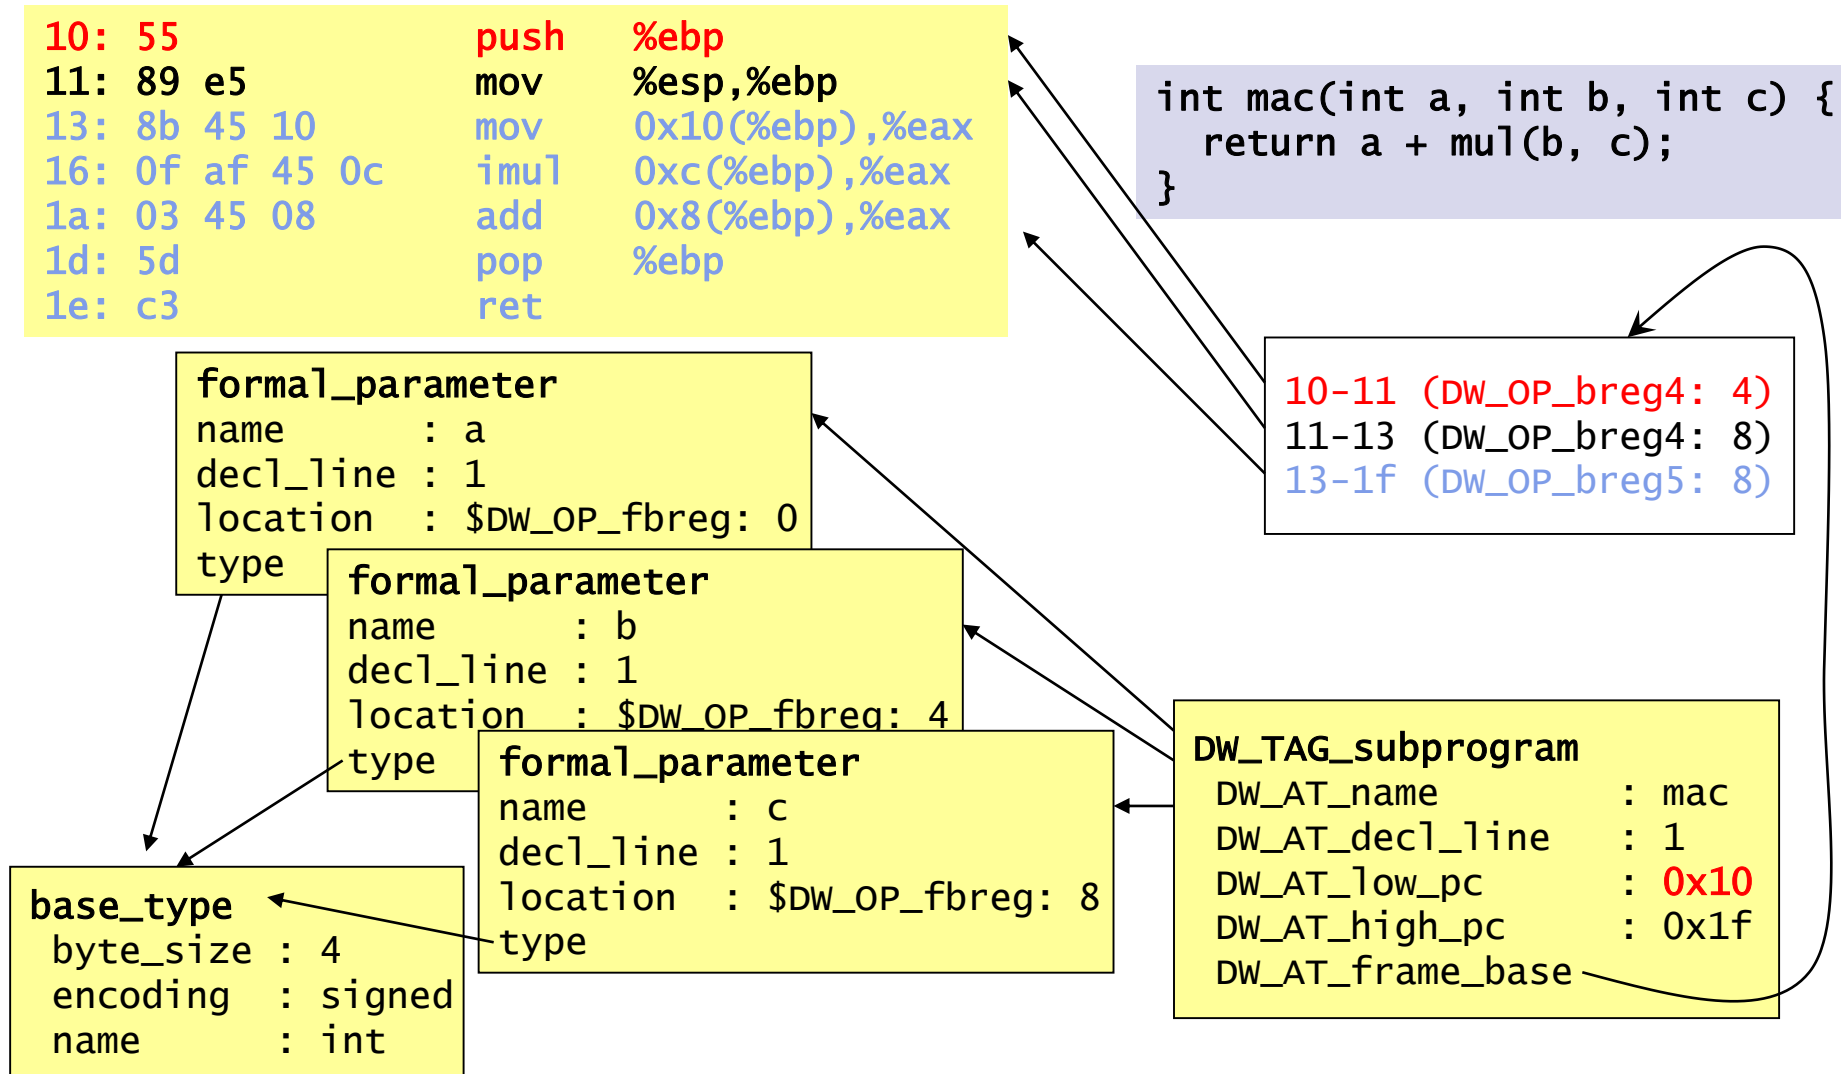 10: 55 push %ebp
11: 89 e5 mov %esp,%ebp
13: 8b 45 10 mov 0x10(%ebp),%eax
16: 0f af 45 0c imul 0xc(%ebp),%eax
1a: 03 45 08 add 0x8(%ebp),%eax
1d: 5d pop %ebp
1e: c3 ret
int mac(int a, int b, int c) {
return a + mul(b, c);
}
10-11 (DW_OP_breg4: 4)
11-13 (DW_OP_breg4: 8)
13-1f (DW_OP_breg5: 8)
formal_parameter
name : a
decl_line : 1
location : $DW_OP_fbreg: 0
type
formal_parameter
name : b
decl_line : 1
location : $DW_OP_fbreg: 4
type
formal_parameter
name : c
decl_line : 1
location : $DW_OP_fbreg: 8
type
DW_TAG_subprogram
DW_AT_name : mac
DW_AT_decl_line : 1
DW_AT_low_pc : 0x10
DW_AT_high_pc : 0x1f
DW_AT_frame_base
base_type
byte_size : 4
encoding : signed
name : int